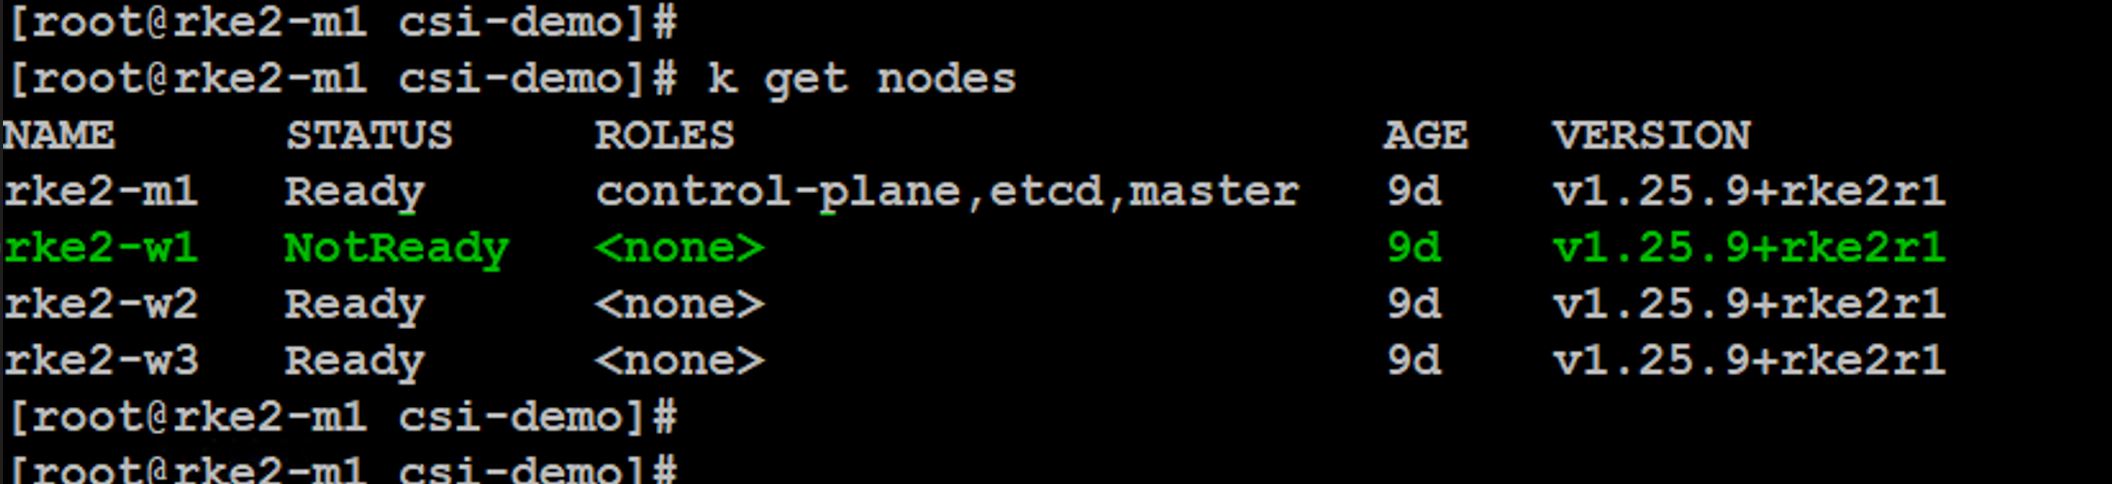 [root@rke2-m1 csi-demo]#
[root@rke2-m1 csi-demo]# k get nodes
NAME STATUS ROLES AGE VERSION
rke2-m1 Ready control-plane,etcd,master 9d v1.25.9+rke2r1
rke2-w1 NotReady <none> 9d v1.25.9+rke2r1
rke2-w2 Ready <none> 9d v1.25.9+rke2r1
rke2-w3 Ready <none> 9d v1.25.9+rke2r1
[root@rke2-m1 csi-demo]#
[root@rke2-m1 csi-demo]#